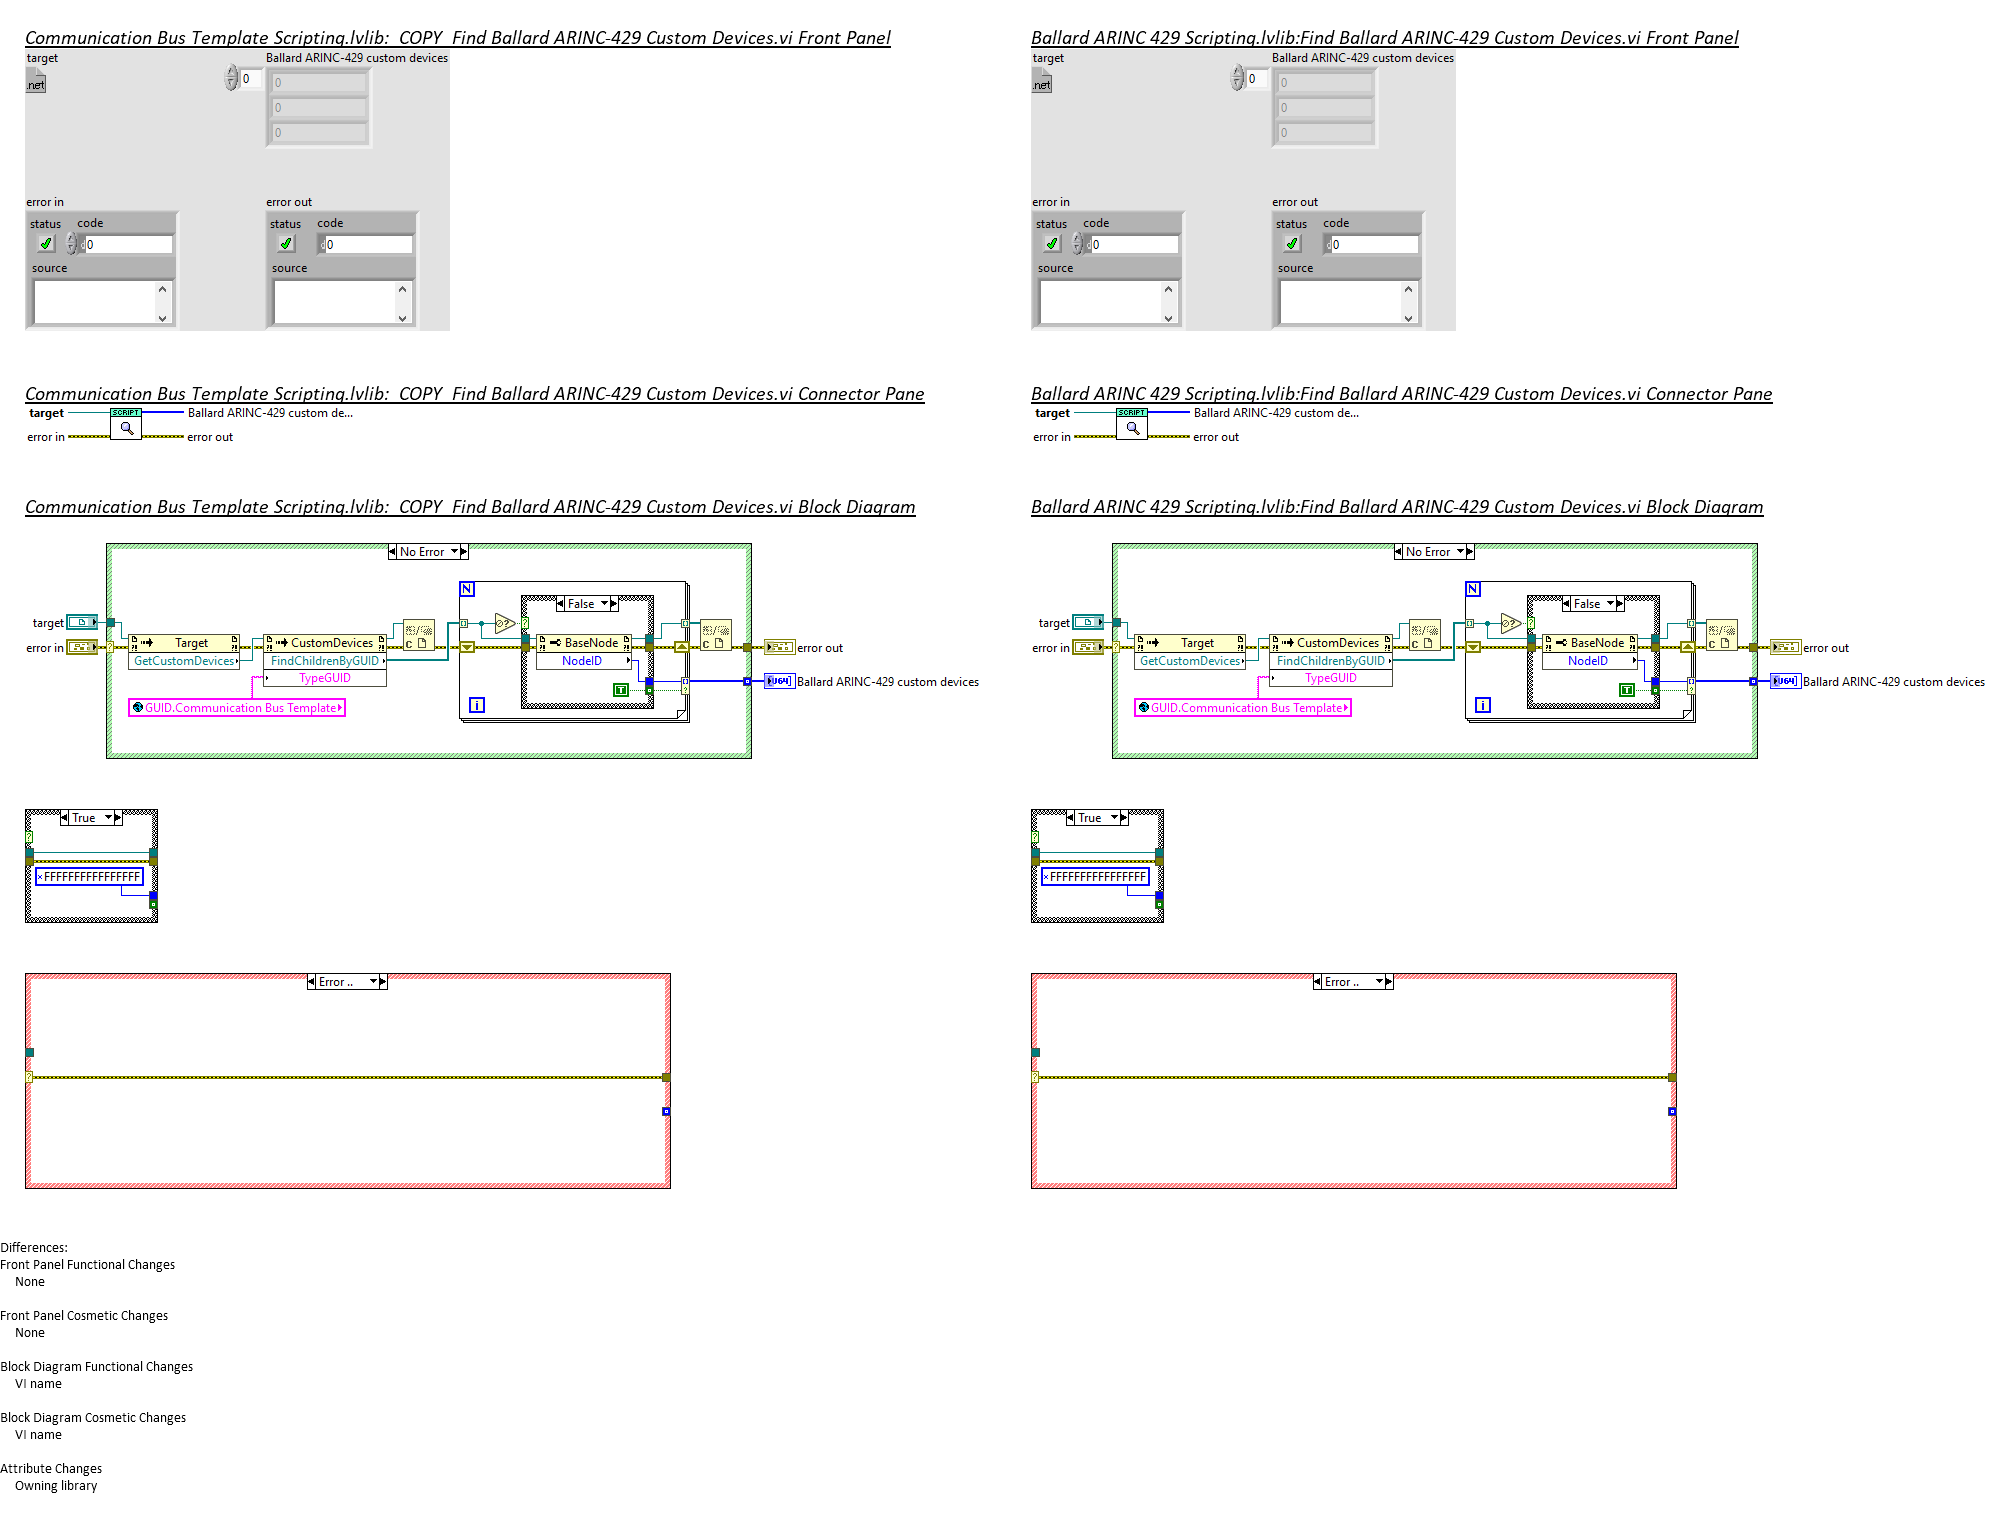 Communication Bus Template Scripting.lvlib:  COPY  Find Ballard ARINC-429 Custom Devices.vi Front Panel
target
.net
0
Ballard ARINC-429 custom devices
0
0
0
error in
status code
0
source
error out
status code
0
source
Ballard ARINC 429 Scripting.lvlib:Find Ballard ARINC-429 Custom Devices.vi Front Panel
target
.net
0
Ballard ARINC-429 custom devices
0
0
0
error in
status code
0
source
error out
status code
0
source
Communication Bus Template Scripting.lvlib:  COPY  Find Ballard ARINC-429 Custom Devices.vi Connector Pane
target
SCRIPT
Ballard ARINC-429 custom de...
error in
error out
Ballard ARINC 429 Scripting.lvlib:Find Ballard ARINC-429 Custom Devices.vi Connector Pane
target
SCRIPT
Ballard ARINC-429 custom de...
error in
error out
Communication Bus Template Scripting.lvlib:  COPY  Find Ballard ARINC-429 Custom Devices.vi Block Diagram
No Error
N
False
target
error in
Target
GetCustomDevices
CustomDevices
FindChildrenByGUID
TypeGUID
GUID.Communication Bus Template
C
?
BaseNode
NodeID
T
i
C
error out
U64
Ballard ARINC-429 custom devices
Ballard ARINC 429 Scripting.lvlib:Find Ballard ARINC-429 Custom Devices.vi Block Diagram
No Error
N
False
target
error in
Target
GetCustomDevices
CustomDevices
FindChildrenByGUID
TypeGUID
GUID.Communication Bus Template
C
?
BaseNode
NodeID
T
i
C
error out
U64
Ballard ARINC-429 custom devices
True
?
×FFFFFFFFFFFFFFFF
True
?
×FFFFFFFFFFFFFFFF
Error ..
?
Error ..
?
Differences:
Front Panel Functional Changes
None
Front Panel Cosmetic Changes
None
Block Diagram Functional Changes
VI name
Block Diagram Cosmetic Changes
VI name
Attribute Changes
Owning library